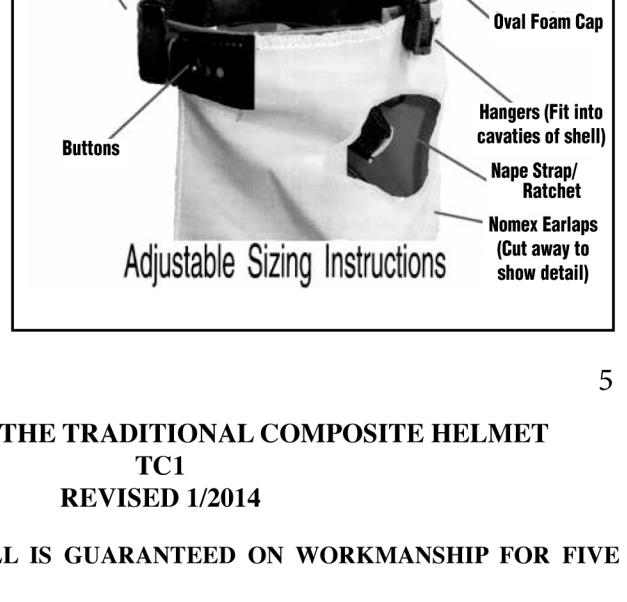 Oval Foam Cap
Hangers (Fit into
cavaties of shell)
Buttons
Nape Strap/
Ratchet
Nomex Earlaps
(Cut away to
show detail)
Adjustable Sizing Instructions
5
THE TRADITIONAL COMPOSITE HELMET
TC1
REVISED 1/2014
IS GUARANTEED ON WORKMANSHIP FOR FIVE